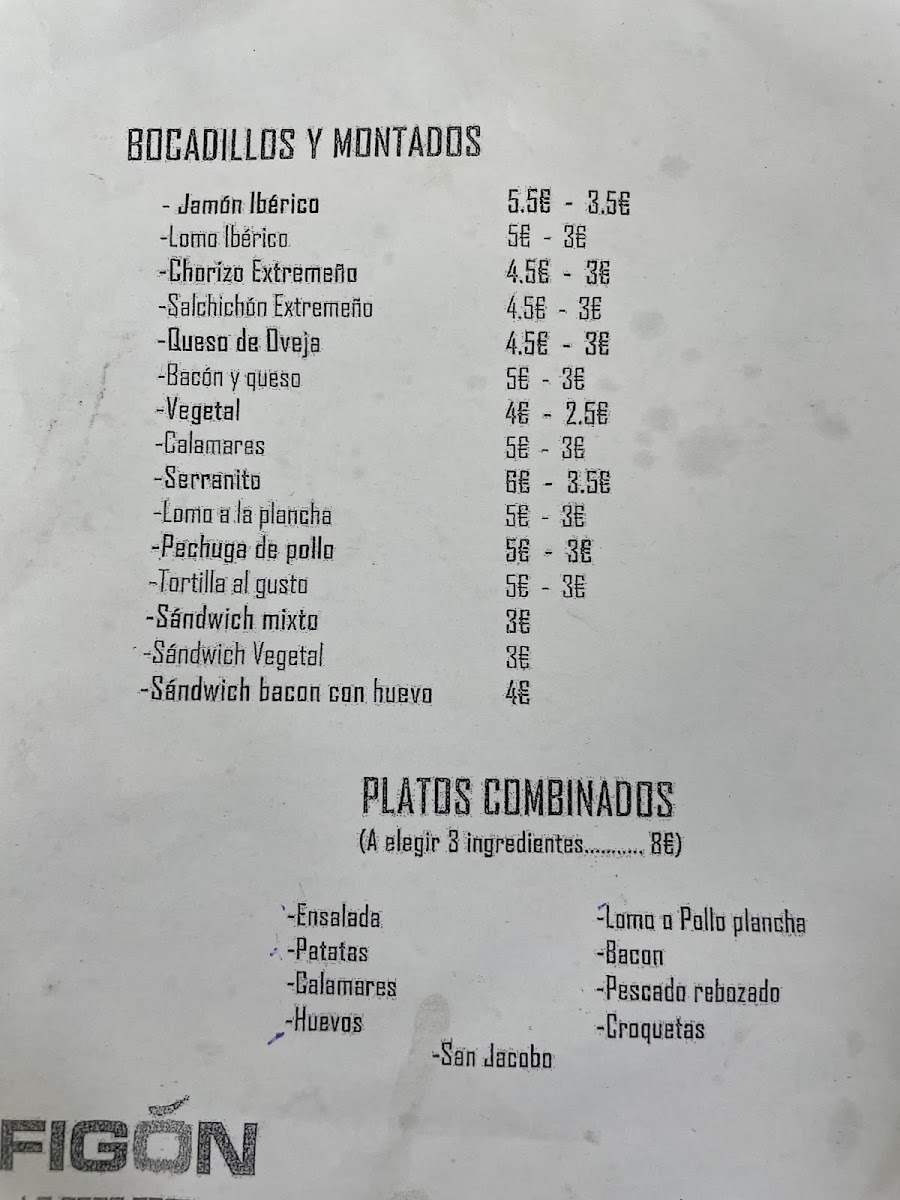 BOCADILLOS Y MONTADOS
- Jamón Ibérico 5.5€ - 3.5€
-Lomo Ibérico 5€ - 3€
-Chorizo Extremeño 4.5€ - 3€
-Salchichón Extremeño 4.5€ - 3€
-Queso de Oveja 4.5€ - 3€
-Bacón y queso 5€ - 3€
-Vegetal 4€ - 2.5€
-Calamares 5€ - 3€
-Serranito 6€ - 3.5€
-Lomo a la plancha 5€ - 3€
-Pechuga de pollo 5€ - 3€
-Tortilla al gusto 5€ - 3€
-Sándwich mixto 3€
-Sándwich Vegetal 3€
-Sándwich bacon con huevo 4€
PLATOS COMBINADOS
(A elegir 3 ingredientes........... 8€)
-Ensalada -Lomo o Pollo plancha
-Patatas -Bacon
-Calamares -Pescado rebozado
-Huevos -Croquetas
-San Jacobo
FIGÓN